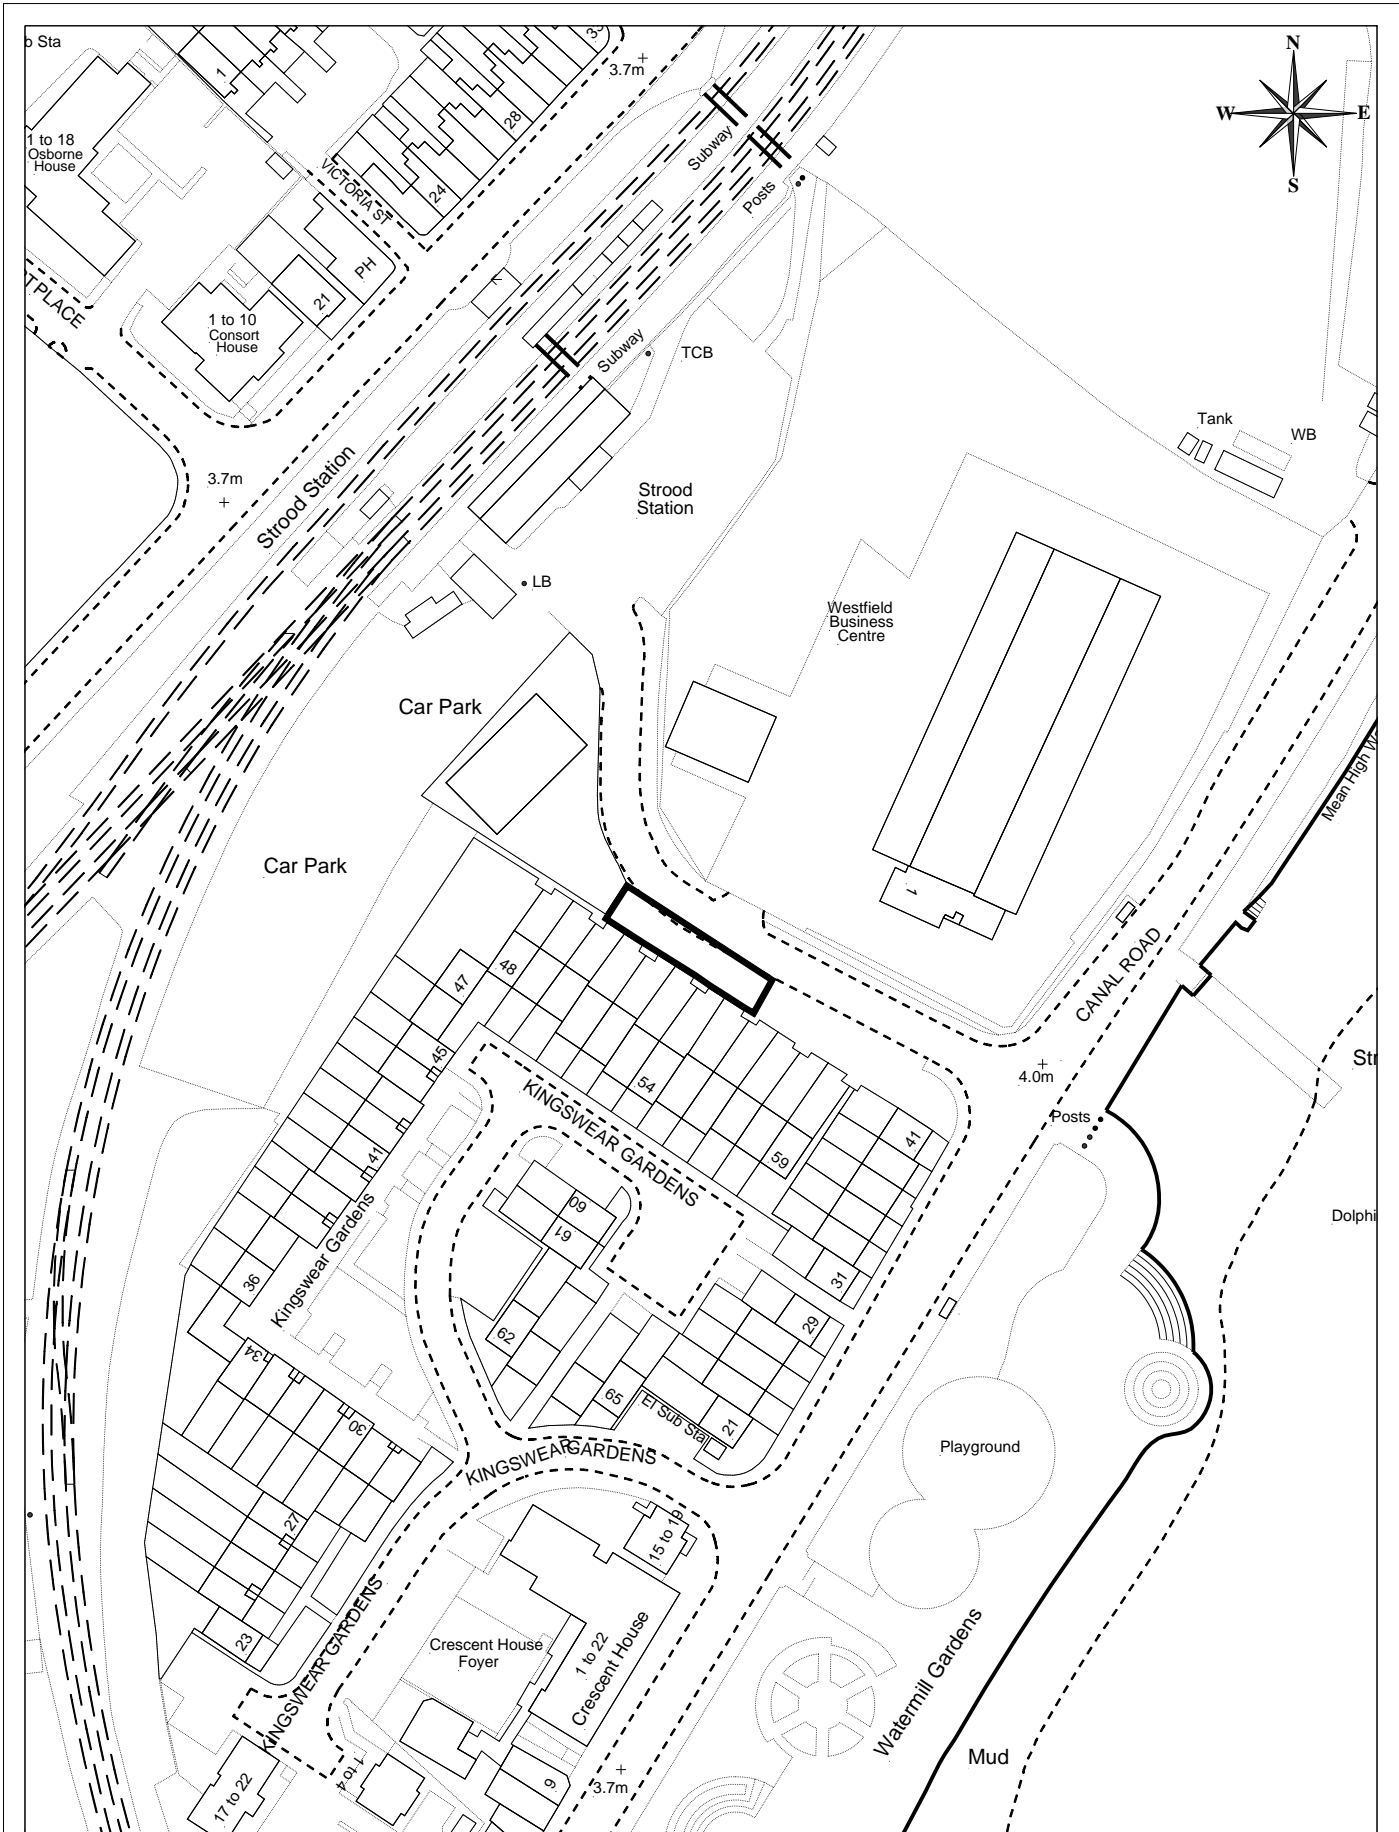 b Sta
1
35
3.7m
N
W
E
S
28
24
VICTORIA ST
1 to 18
Osborne
House
Subway
Posts
PH
21
1 to 10
Consort
House
Subway
TCB
Tank
WB
3.7m
Strood Station
Strood
Station
LB
Westfield
Business
Centre
Car Park
Mean High
Car Park
1
CANAL ROAD
48
47
45
54
4.0m
Posts
KINGSWEAR GARDENS
41
41
59
60
61
36
Kingswear Gardens
31
29
62
34
65
El Sub Sta
21
30
KINGSWEAR GARDENS
Playground
27
15 to 19
23
KINGSWEAR GARDENS
Crescent House
Foyer
1 to 22
Crescent House
Watermill Gardens
Mud
1 to 4
17 to 22
9
3.7m